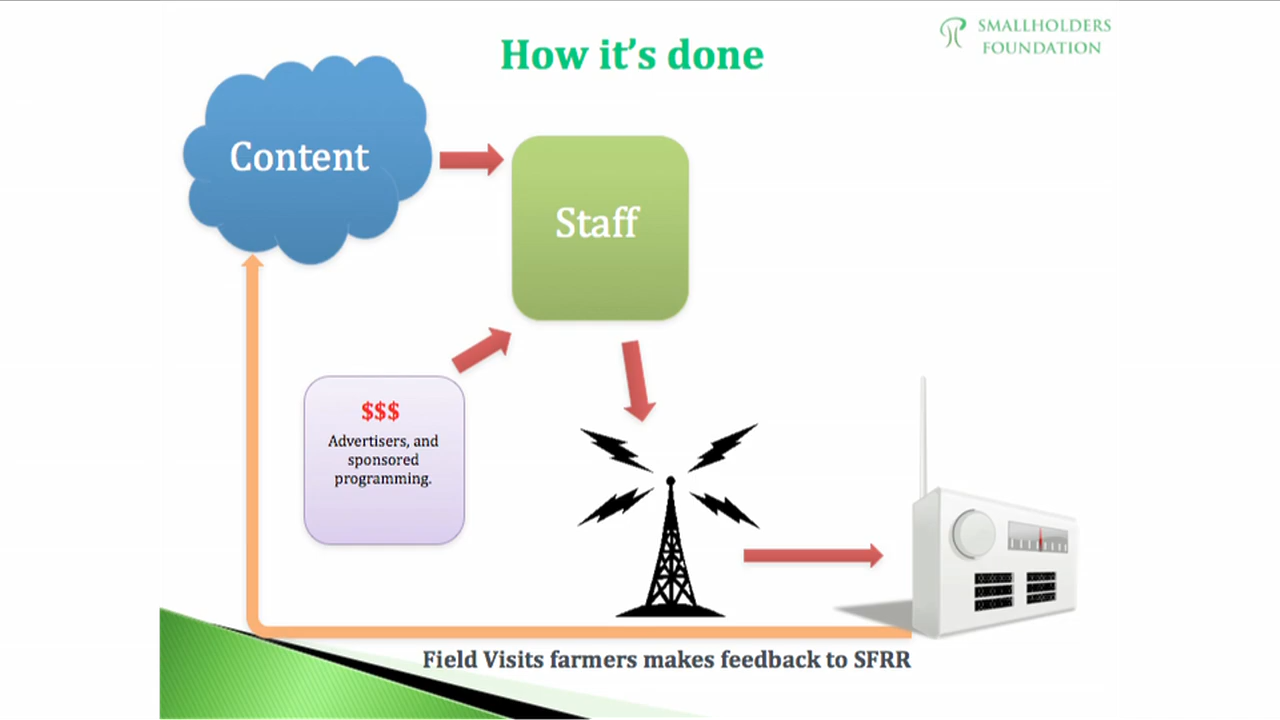 How it's done
SMALLHOLDERS
FOUNDATION
Content
Staff
$$$
Advertisers, and
sponsored
programming.
Field Visits farmers makes feedback to SFRR